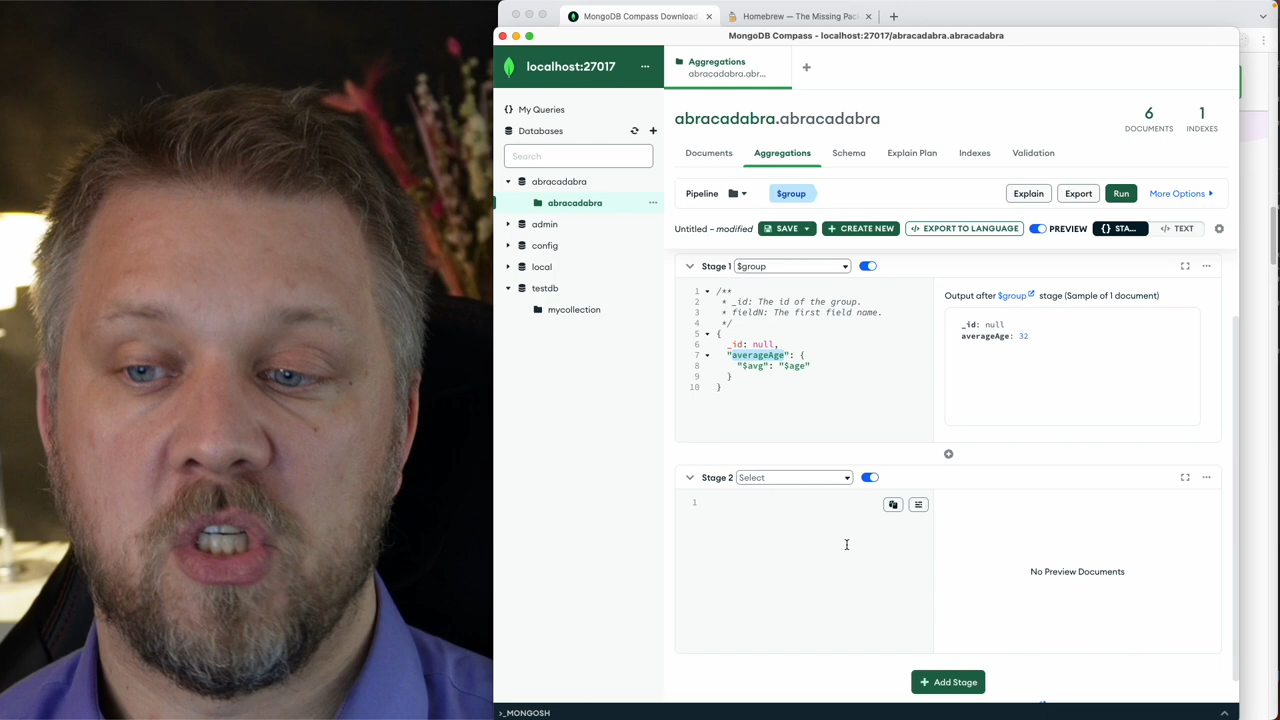 MongoDB Compass Download
Homebrew — The Missing Pac
MongoDB Compass - localhost:27017/abracadabra.abracadabra
localhost:27017
Aggregations
abracadabra.abr...
My Queries
Databases
Search
abracadabra
abracadabra
admin
config
local
testdb
mycollection
abracadabra.abracadabra
6
DOCUMENTS
1
INDEXES
Documents
Aggregations
Schema
Explain Plan
Indexes
Validation
Pipeline
$group
Explain
Export
Run
More Options
Untitled – modified
SAVE
CREATE NEW
EXPORT TO LANGUAGE
PREVIEW
{} STA...
</> TEXT
Stage 1
$group
1 /**
2 * _id: The id of the group.
3 * fieldN: The first field name.
4 */
5 {
6 _id: null,
7 "averageAge": {
8 "$avg": "$age"
9 }
10 }
Output after $group stage (Sample of 1 document)
_id: null
averageAge: 32
Stage 2
Select
1
No Preview Documents
+ Add Stage
>_MONGOSH